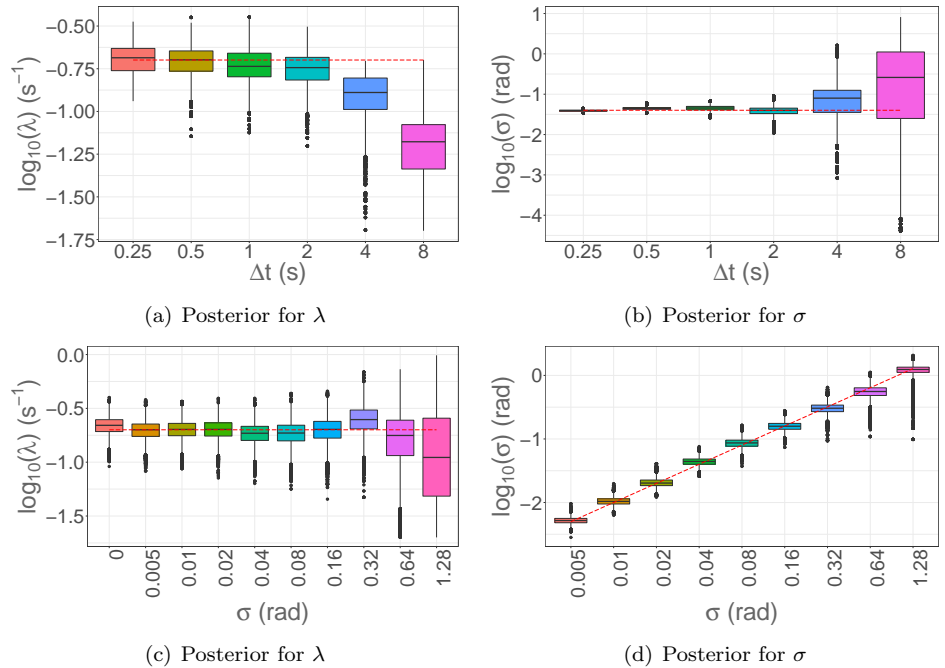 log10(λ) (s−1)
−0.50
−0.75
−1.00
−1.25
−1.50
−1.75
0.25 0.5 1 2 4 8
Δt (s)
(a) Posterior for λ
log10(σ) (rad)
1
0
−1
−2
−3
−4
0.25 0.5 1 2 4 8
Δt (s)
(b) Posterior for σ
log10(λ) (s−1)
0.0
−0.5
−1.0
−1.5
0 0.005 0.01 0.02 0.04 0.08 0.16 0.32 0.64 1.28
σ (rad)
(c) Posterior for λ
log10(σ) (rad)
0
−1
−2
0.005 0.01 0.02 0.04 0.08 0.16 0.32 0.64 1.28
σ (rad)
(d) Posterior for σ